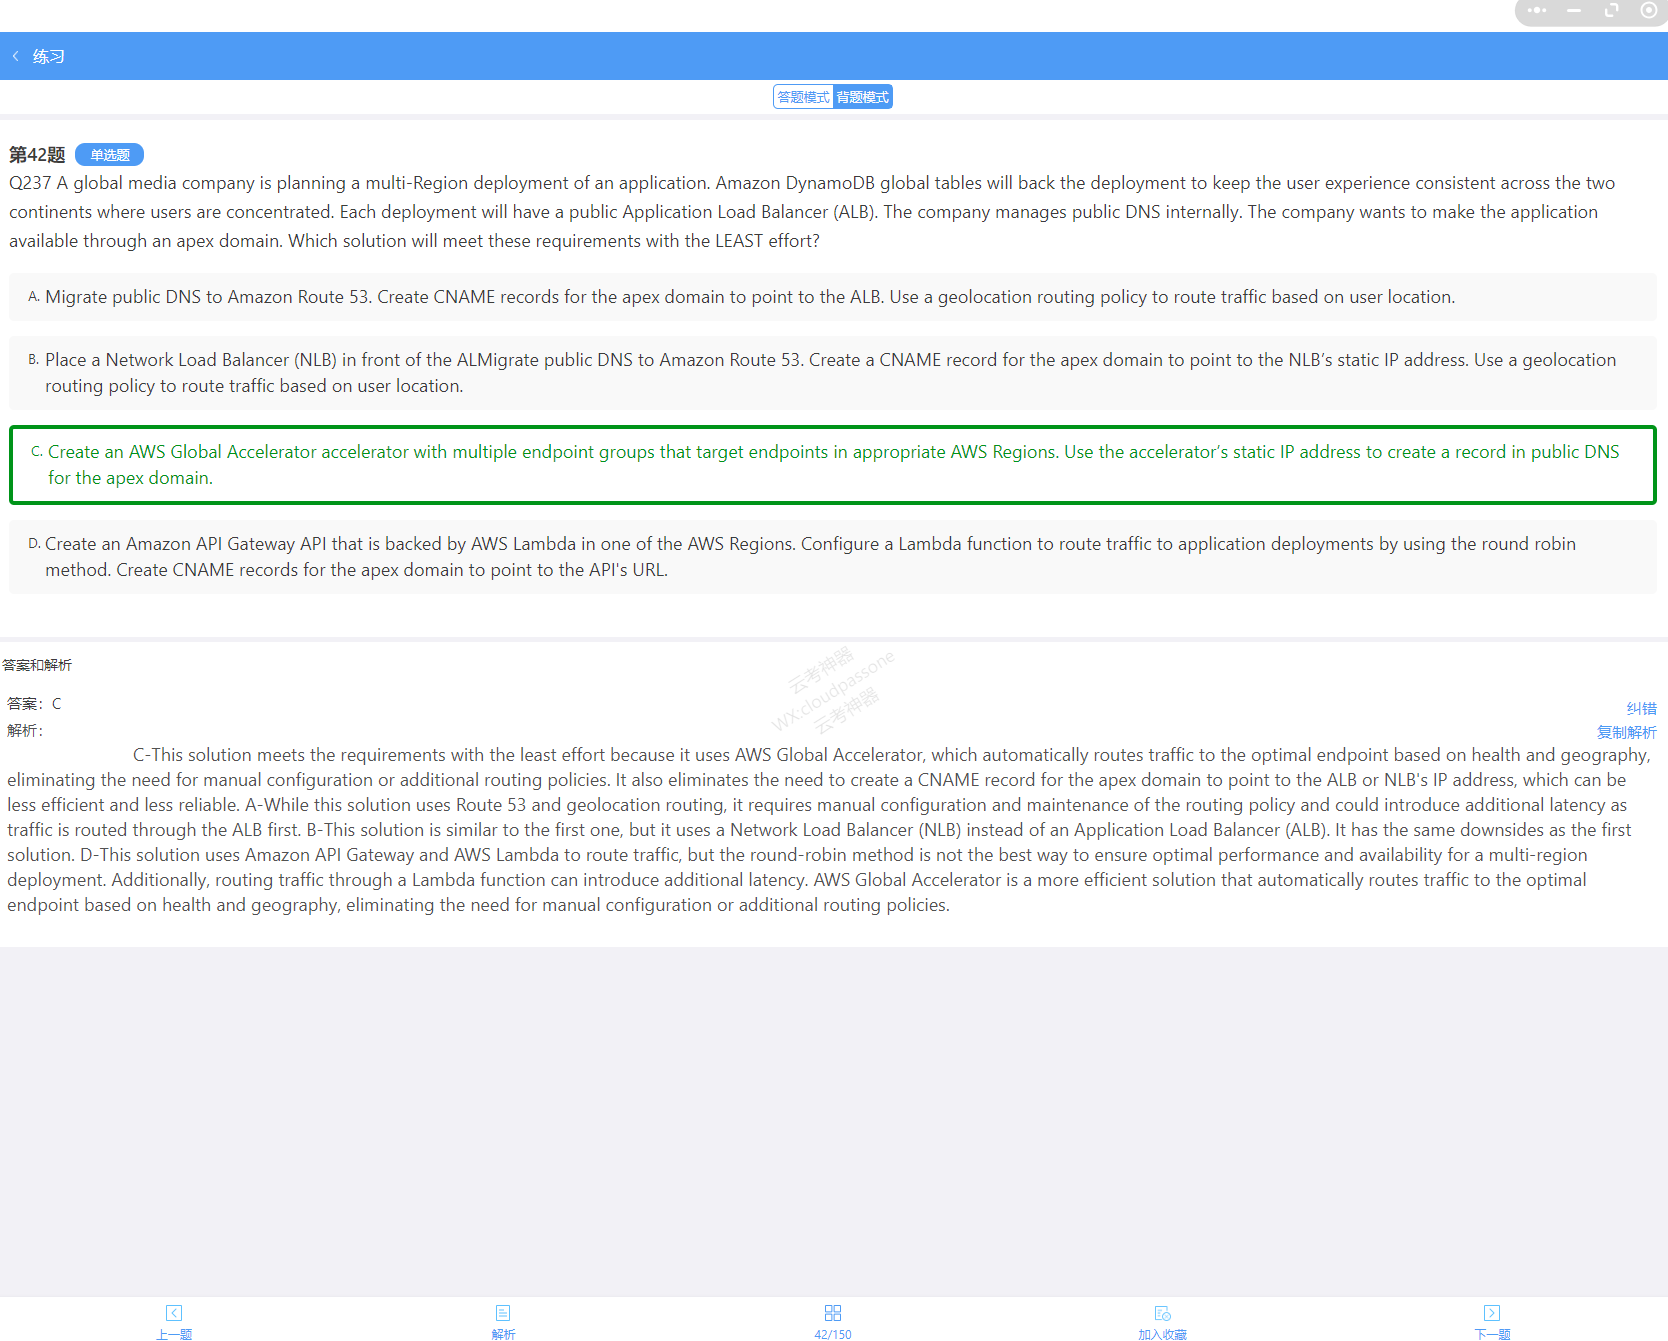 练习
答题模式 背题模式
第42题 单选题
Q237 A global media company is planning a multi-Region deployment of an application. Amazon DynamoDB global tables will back the deployment to keep the user experience consistent across the two
continents where users are concentrated. Each deployment will have a public Application Load Balancer (ALB). The company manages public DNS internally. The company wants to make the application
available through an apex domain. Which solution will meet these requirements with the LEAST effort?
A. Migrate public DNS to Amazon Route 53. Create CNAME records for the apex domain to point to the ALB. Use a geolocation routing policy to route traffic based on user location.
B. Place a Network Load Balancer (NLB) in front of the ALMigrate public DNS to Amazon Route 53. Create a CNAME record for the apex domain to point to the NLB’s static IP address. Use a geolocation
routing policy to route traffic based on user location.
C. Create an AWS Global Accelerator accelerator with multiple endpoint groups that target endpoints in appropriate AWS Regions. Use the accelerator’s static IP address to create a record in public DNS
for the apex domain.
D. Create an Amazon API Gateway API that is backed by AWS Lambda in one of the AWS Regions. Configure a Lambda function to route traffic to application deployments by using the round robin
method. Create CNAME records for the apex domain to point to the API's URL.
答案和解析
云考神器
WX:cloudpassone
云考神器
答案：C
纠错
解析：
复制解析
C-This solution meets the requirements with the least effort because it uses AWS Global Accelerator, which automatically routes traffic to the optimal endpoint based on health and geography,
eliminating the need for manual configuration or additional routing policies. It also eliminates the need to create a CNAME record for the apex domain to point to the ALB or NLB's IP address, which can be
less efficient and less reliable. A-While this solution uses Route 53 and geolocation routing, it requires manual configuration and maintenance of the routing policy and could introduce additional latency as
traffic is routed through the ALB first. B-This solution is similar to the first one, but it uses a Network Load Balancer (NLB) instead of an Application Load Balancer (ALB). It has the same downsides as the first
solution. D-This solution uses Amazon API Gateway and AWS Lambda to route traffic, but the round-robin method is not the best way to ensure optimal performance and availability for a multi-region
deployment. Additionally, routing traffic through a Lambda function can introduce additional latency. AWS Global Accelerator is a more efficient solution that automatically routes traffic to the optimal
endpoint based on health and geography, eliminating the need for manual configuration or additional routing policies.
上一题 解析 42/150 加入收藏 下一题